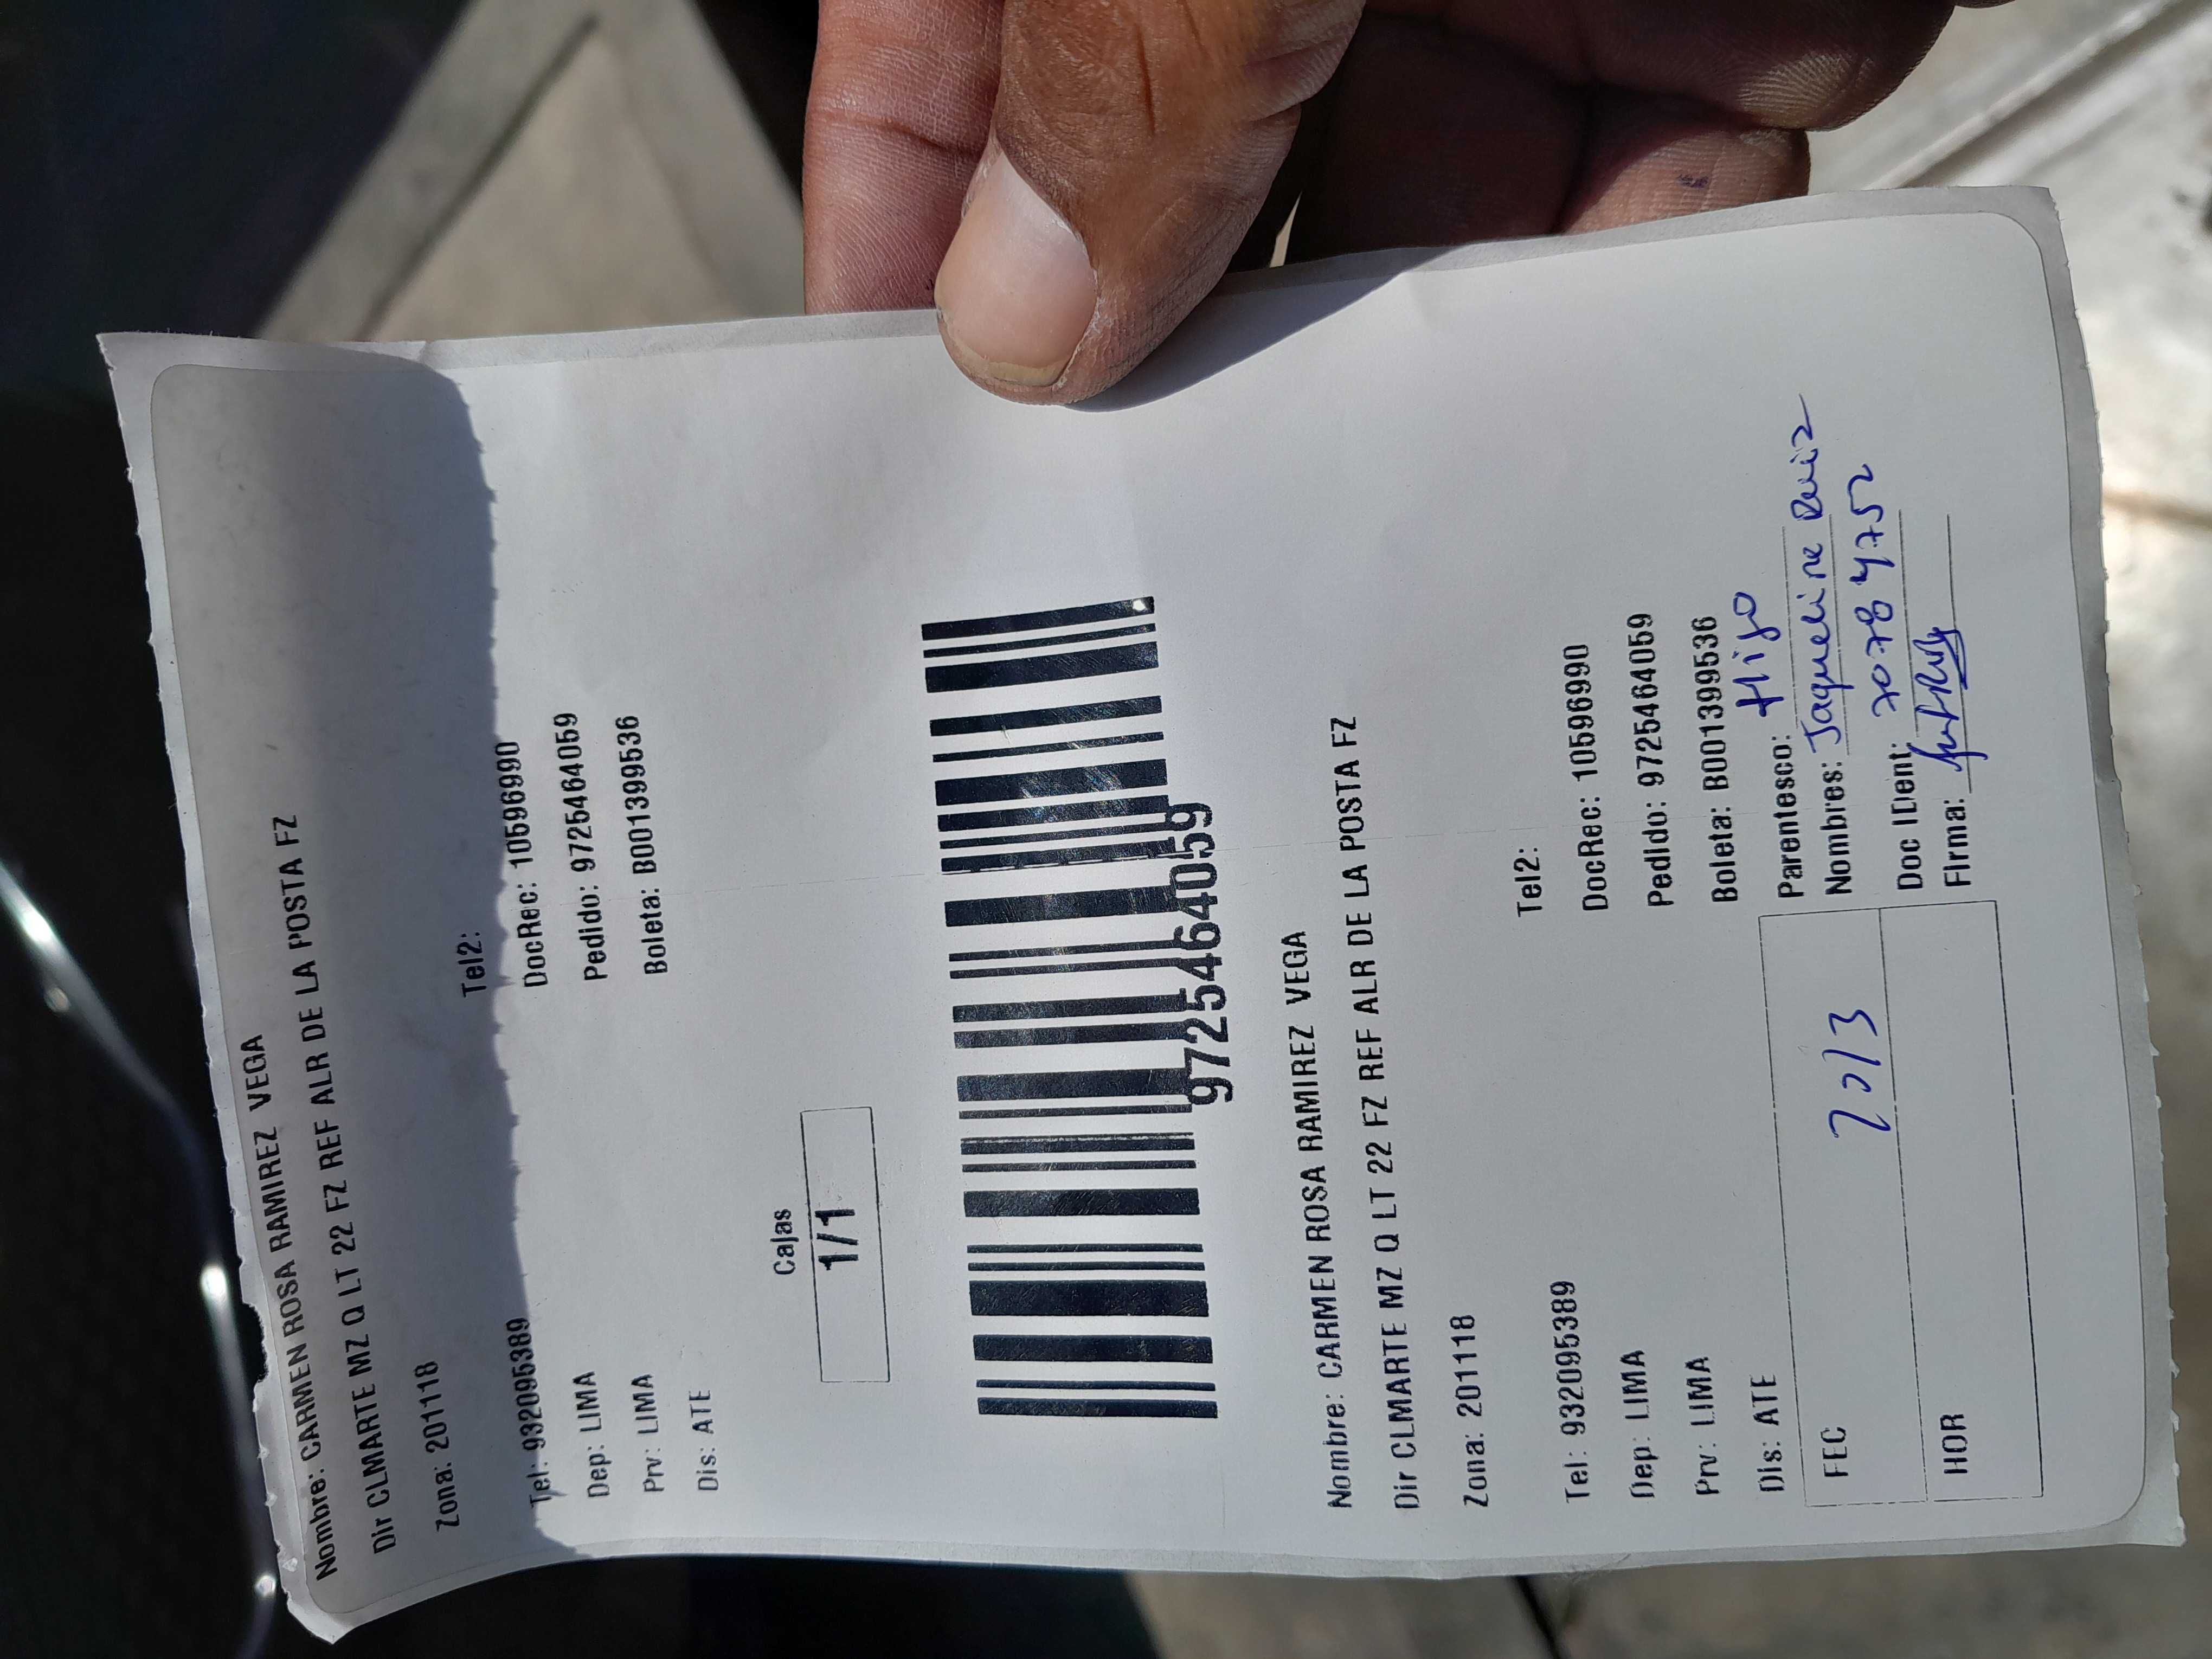 Nombre: CARMEN ROSA RAMIREZ VEGA
Dir CLMARTE MZ Q LT 22 FZ REF ALR DE LA POSTA FZ
Zona: 201118
Tel: 932095389 Tel2:
Dep: LIMA DocRec: 10596990
Prv: LIMA Pedido: 9725464059
Dis: ATE Boleta: B001399536
Cajas
1/1
9725464059
Nombre: CARMEN ROSA RAMIREZ VEGA
Dir CLMARTE MZ Q LT 22 FZ REF ALR DE LA POSTA FZ
Zona: 201118
Tel: 932095389 Tel2:
Dep: LIMA DocRec: 10596990
Prv: LIMA Pedido: 9725464059
Dis: ATE Boleta: B001399536
Parentesco: Hijo
FEC 20/3 Nombres: Jaqueline Ruiz
Doc IDent: 70784752
HOR Firma: